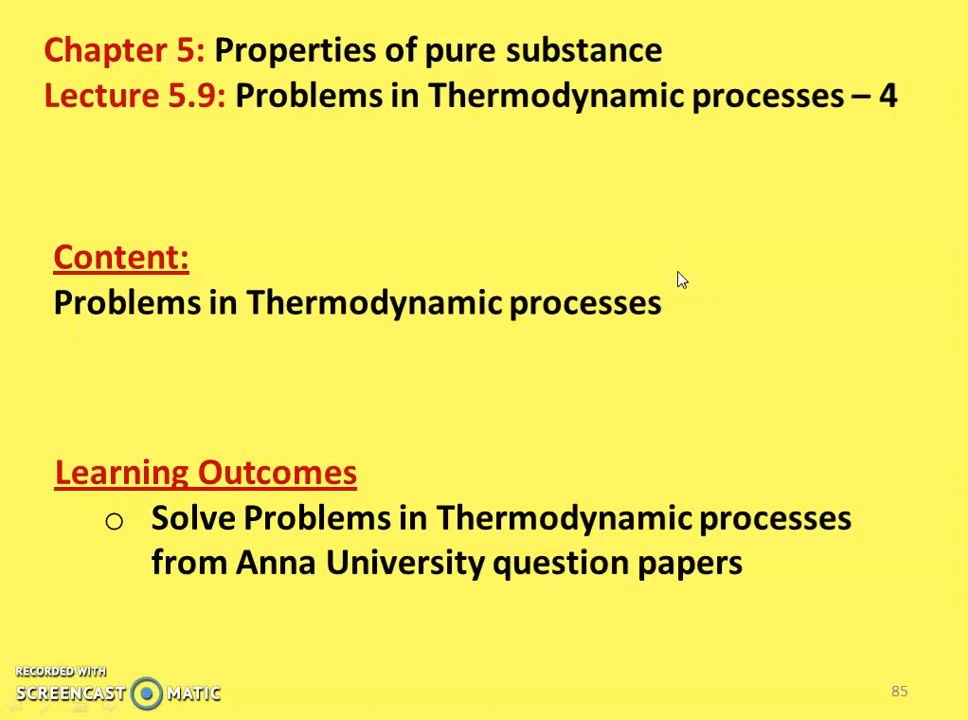 Chapter 5: Properties of pure substance
Lecture 5.9: Problems in Thermodynamic processes – 4
Content:
Problems in Thermodynamic processes
Learning Outcomes
o Solve Problems in Thermodynamic processes
from Anna University question papers
RECORDED WITH
SCREENCAST MATIC
85